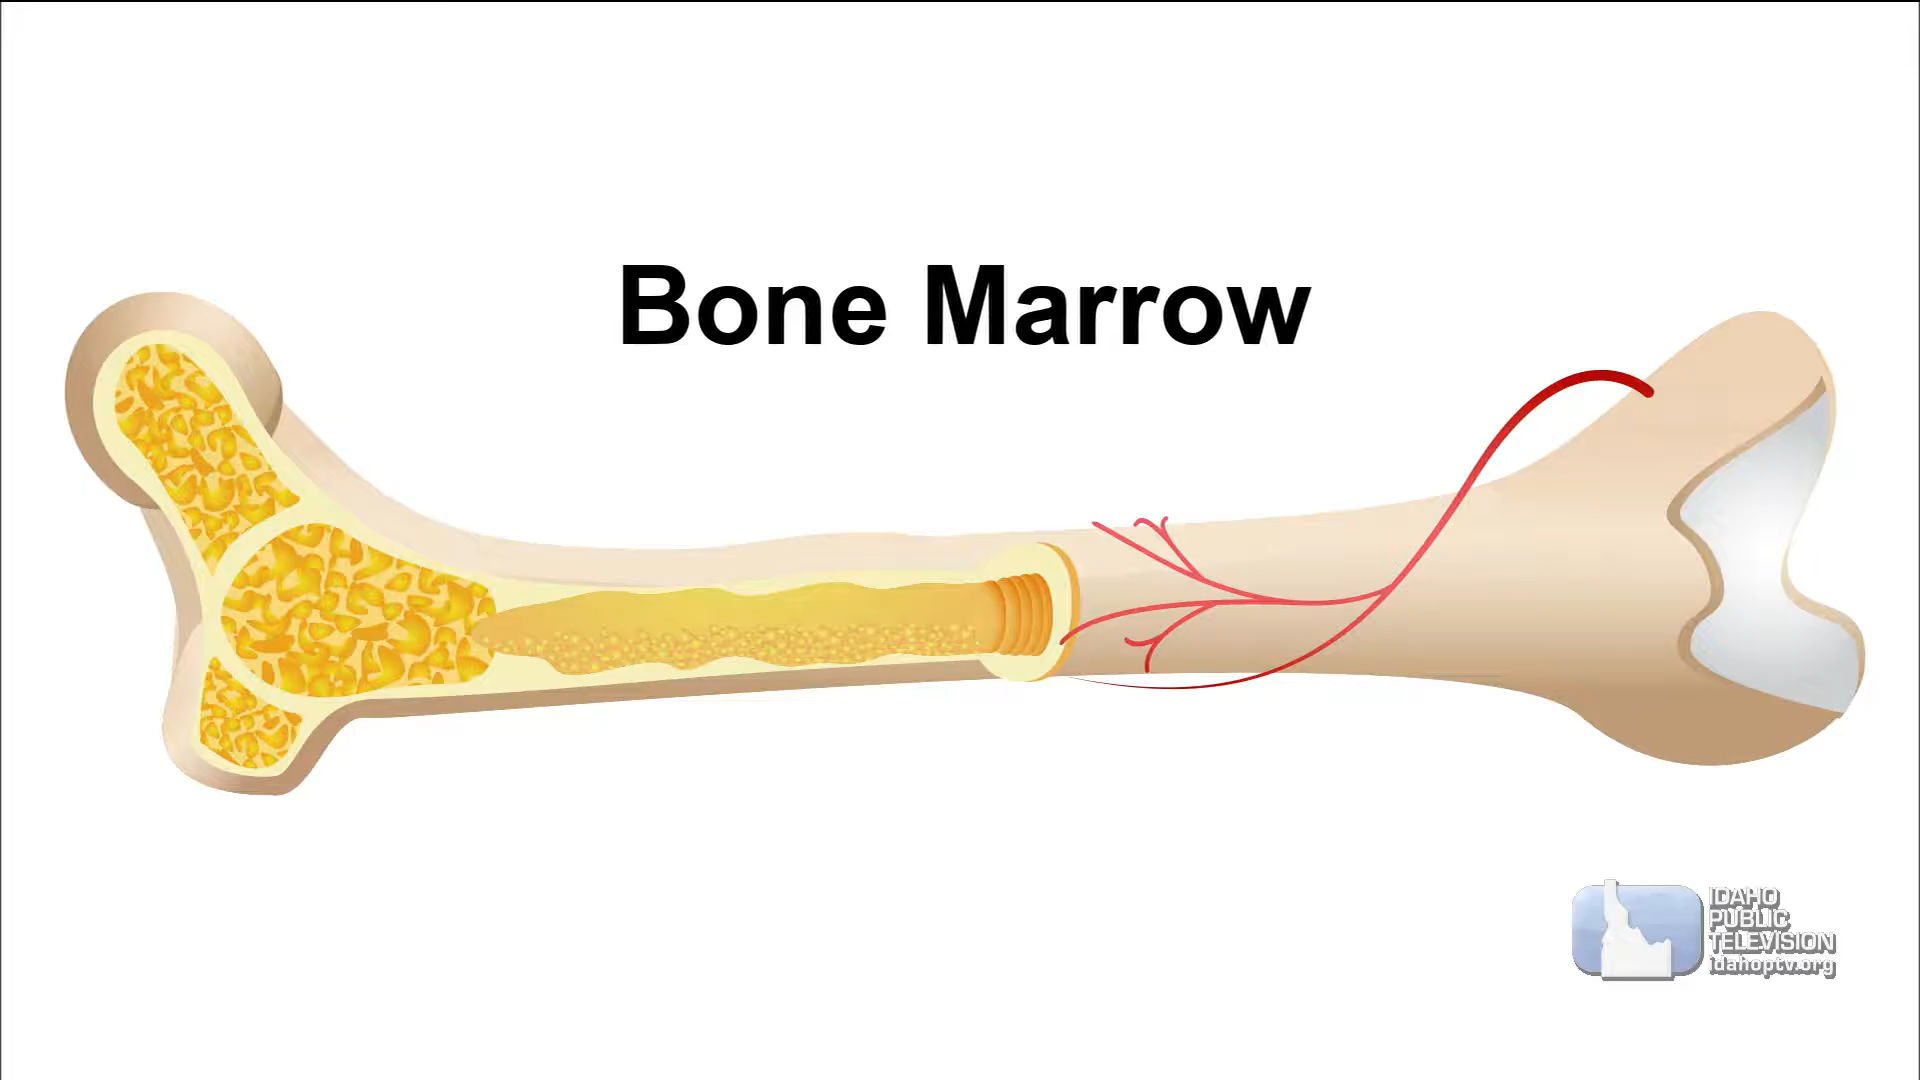 Bone Marrow
IDAHO
PUBLIC
TELEVISION
idahoptv.org